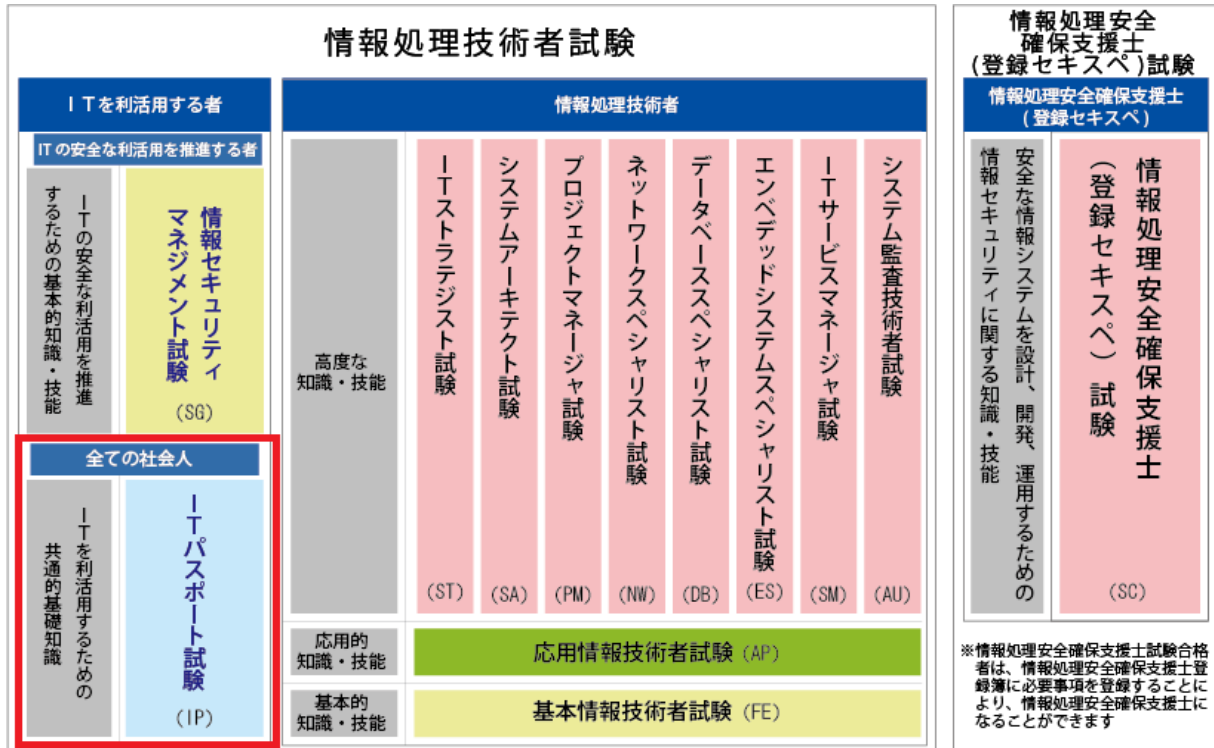 情報処理技術者試験
ITを利活用する者
ITの安全な利活用を推進する者
ITの安全な利活用を推進
するための基本的知識・技能
情報セキュリティ
マネジメント試験
(SG)
全ての社会人
ITを利活用するための
共通的基礎知識
ITパスポート試験
(IP)
情報処理技術者
高度な
知識・技能
ITストラテジスト試験
(ST)
システムアーキテクト試験
(SA)
プロジェクトマネージャ試験
(PM)
ネットワークスペシャリスト試験
(NW)
データベーススペシャリスト試験
(DB)
エンベデッドシステムスペシャリスト試験
(ES)
ITサービスマネージャ試験
(SM)
システム監査技術者試験
(AU)
応用的
知識・技能
応用情報技術者試験 (AP)
基本的
知識・技能
基本情報技術者試験 (FE)
情報処理安全
確保支援士
(登録セキスペ)試験
情報処理安全確保支援士
(登録セキスペ)
安全な情報システムを設計、開発、運用するための
情報セキュリティに関する知識・技能
情報処理安全確保支援士
(登録セキスペ)試験
(SC)
※情報処理安全確保支援士試験合格
者は、情報処理安全確保支援士登
録簿に必要事項を登録することに
より、情報処理安全確保支援士に
なることができます